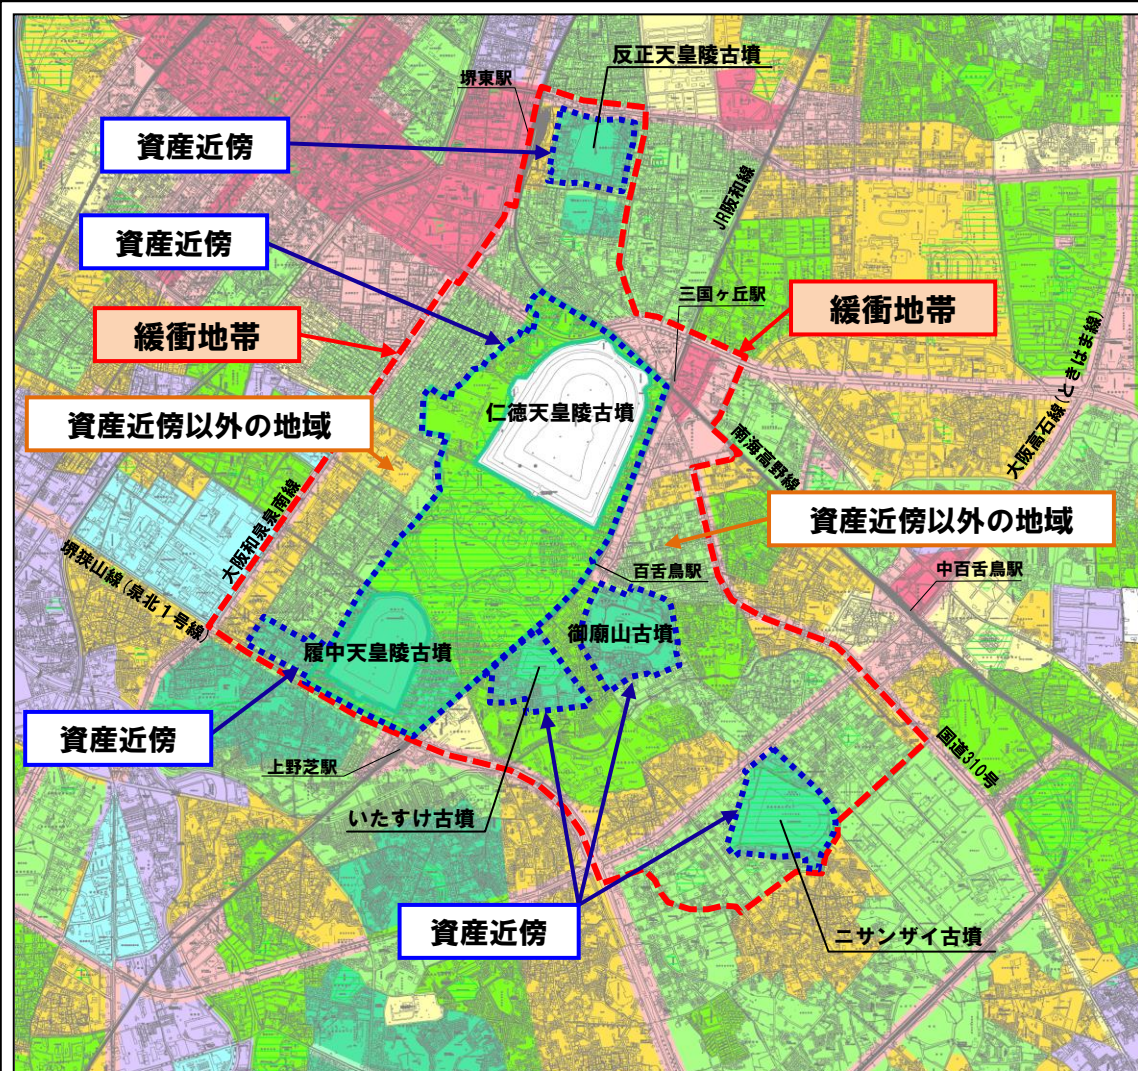 反正天皇陵古墳
堺東駅
資産近傍
JR阪和線
資産近傍
三国ヶ丘駅
緩衝地帯
緩衝地帯
大阪高石線(ときはま線)
仁徳天皇陵古墳
資産近傍以外の地域
南海高野線
大阪和泉泉南線
資産近傍以外の地域
堺狭山線(泉北1号線)
百舌鳥駅
中百舌鳥駅
御廟山古墳
履中天皇陵古墳
資産近傍
国道310号
上野芝駅
いたすけ古墳
資産近傍
ニサンザイ古墳